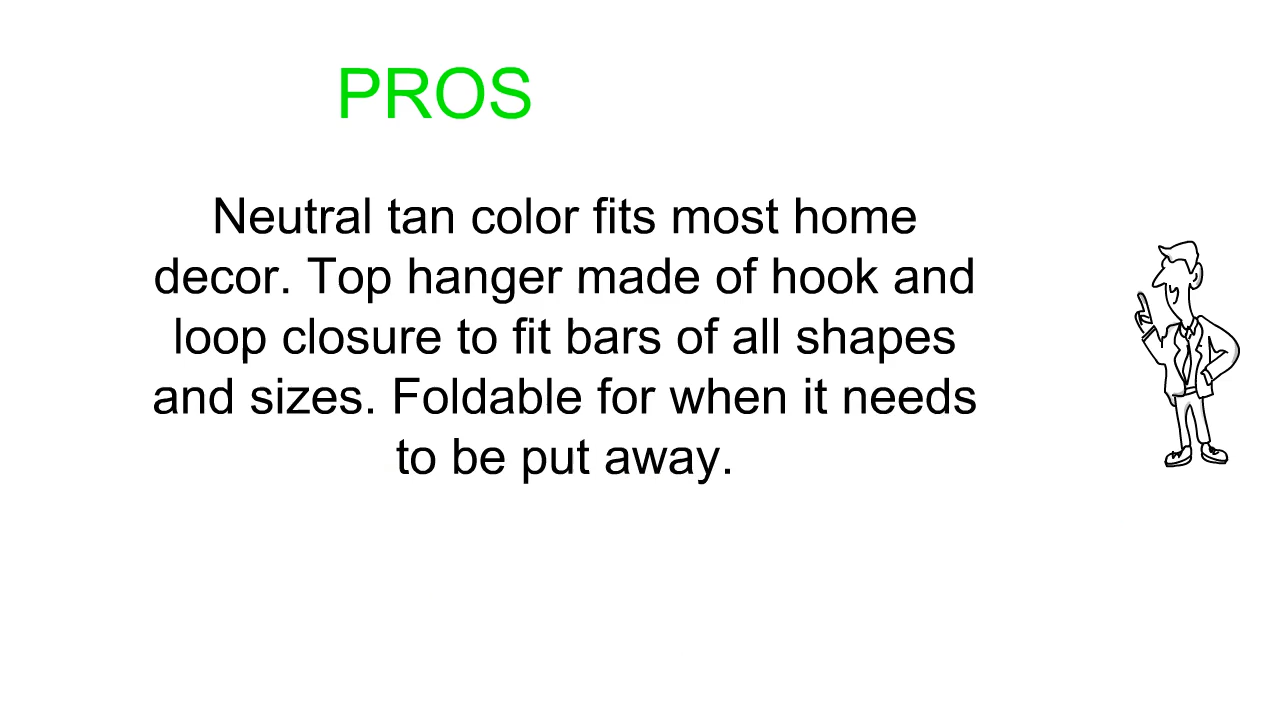 PROS
Neutral tan color fits most home
decor. Top hanger made of hook and
loop closure to fit bars of all shapes
and sizes. Foldable for when it needs
to be put away.